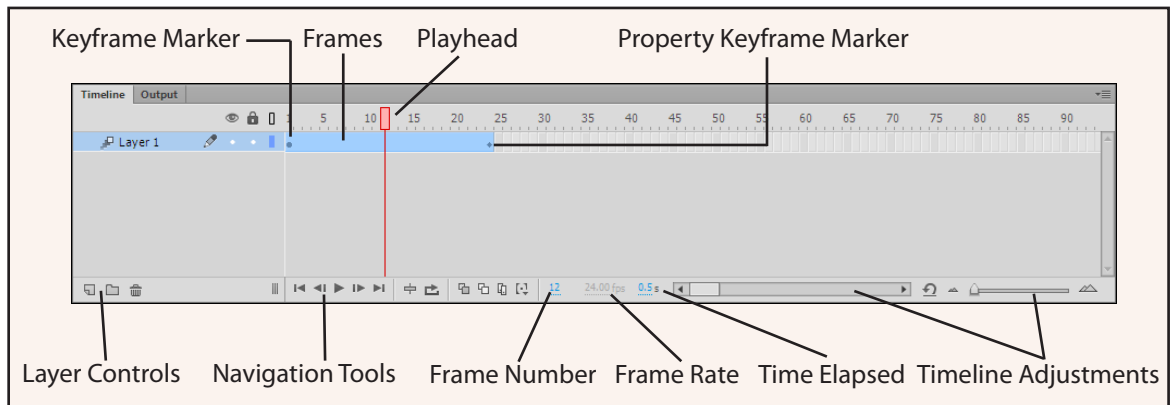 Keyframe Marker Frames Playhead Property Keyframe Marker
Timeline Output
1 5 10 15 20 25 30 35 40 45 50 55 60 65 70 75 80 85 90
Layer 1
12 24.00 fps 0.5 s
Layer Controls Navigation Tools Frame Number Frame Rate Time Elapsed Timeline Adjustments